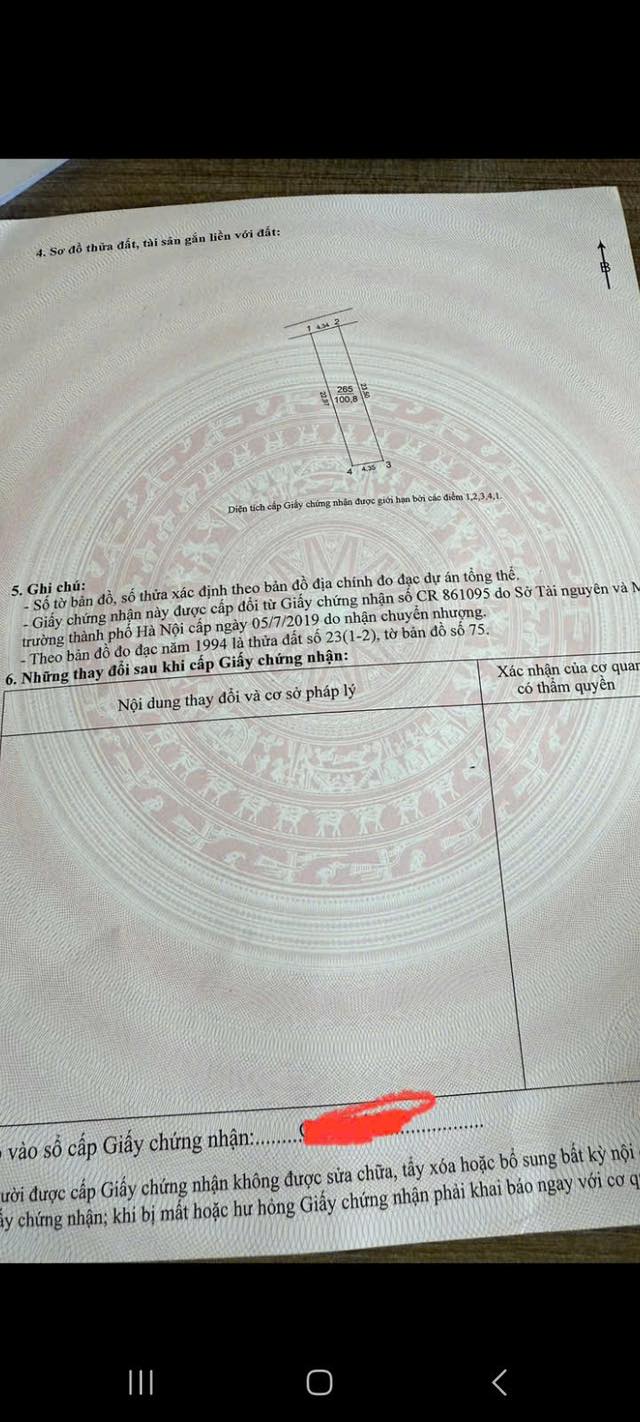 4. Sơ đồ thửa đất, tài sản gắn liền với đất:
B
1 4.34 2
265
100,8
22.97
23.50
4 4.35 3
Diện tích cấp Giấy chứng nhận được giới hạn bởi các điểm 1,2,3,4,1.
5. Ghi chú:
- Số tờ bản đồ, số thửa xác định theo bản đồ địa chính đo đạc dự án tổng thể.
- Giấy chứng nhận này được cấp đổi từ Giấy chứng nhận số CR 861095 do Sở Tài nguyên và M
trường thành phố Hà Nội cấp ngày 05/7/2019 do nhận chuyển nhượng.
- Theo bản đồ đo đạc năm 1994 là thửa đất số 23(1-2), tờ bản đồ số 75.
6. Những thay đổi sau khi cấp Giấy chứng nhận:
Nội dung thay đổi và cơ sở pháp lý
Xác nhận của cơ quan
có thẩm quyền
vào sổ cấp Giấy chứng nhận:
ười được cấp Giấy chứng nhận không được sửa chữa, tẩy xóa hoặc bổ sung bất kỳ nội
ấy chứng nhận; khi bị mất hoặc hư hỏng Giấy chứng nhận phải khai báo ngay với cơ q